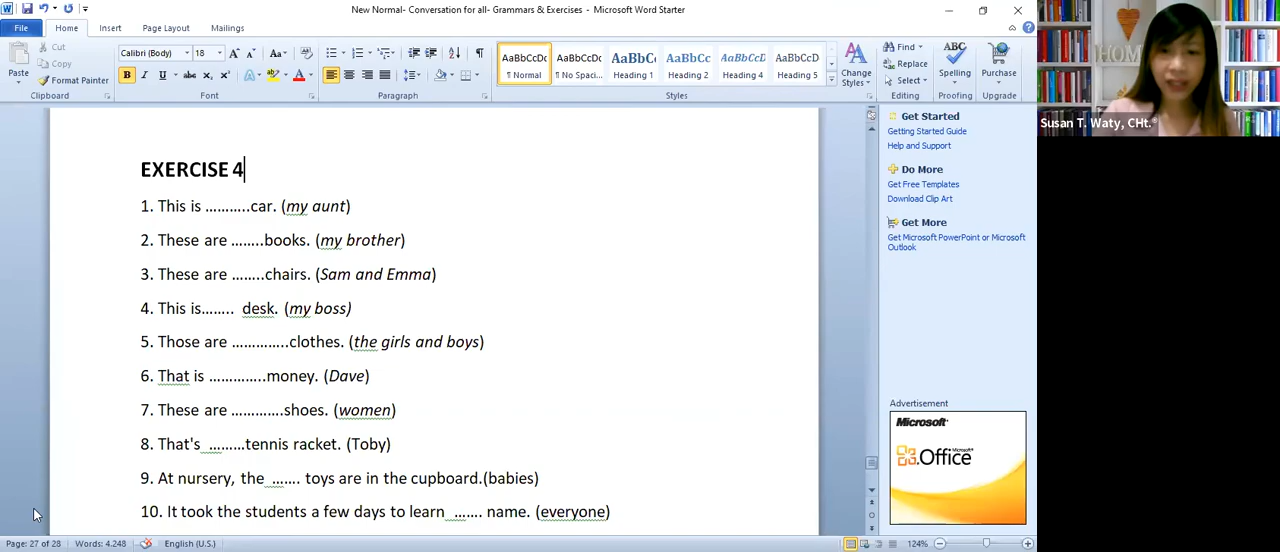 New Normal- Conversation for all- Grammars & Exercises - Microsoft Word Starter
File Home Insert Page Layout Mailings
Paste
Cut
Copy
Format Painter
Clipboard
Calibri (Body) 18
Font
Paragraph
AaBbCcDc AaBbCcDc AaBbC AaBbCc AaBbCcD AaBbCcD
¶ Normal ¶ No Spaci... Heading 1 Heading 2 Heading 4 Heading 5
Styles
Change Styles
Find
Replace
Select
Editing
Spelling
Proofing
Purchase
Upgrade
HOM
Susan T. Waty, CHt.®
EXERCISE 4
1. This is ………..car. (my aunt)
2. These are ……..books. (my brother)
3. These are ……..chairs. (Sam and Emma)
4. This is…….. desk. (my boss)
5. Those are …………..clothes. (the girls and boys)
6. That is …………..money. (Dave)
7. These are ………….shoes. (women)
8. That's ………tennis racket. (Toby)
9. At nursery, the ……. toys are in the cupboard.(babies)
10. It took the students a few days to learn ……. name. (everyone)
Get Started
Getting Started Guide
Help and Support
Do More
Get Free Templates
Download Clip Art
Get More
Get Microsoft PowerPoint or Microsoft
Outlook
Advertisement
Microsoft®
Office
Page: 27 of 28 Words: 4.248 English (U.S.) 124%